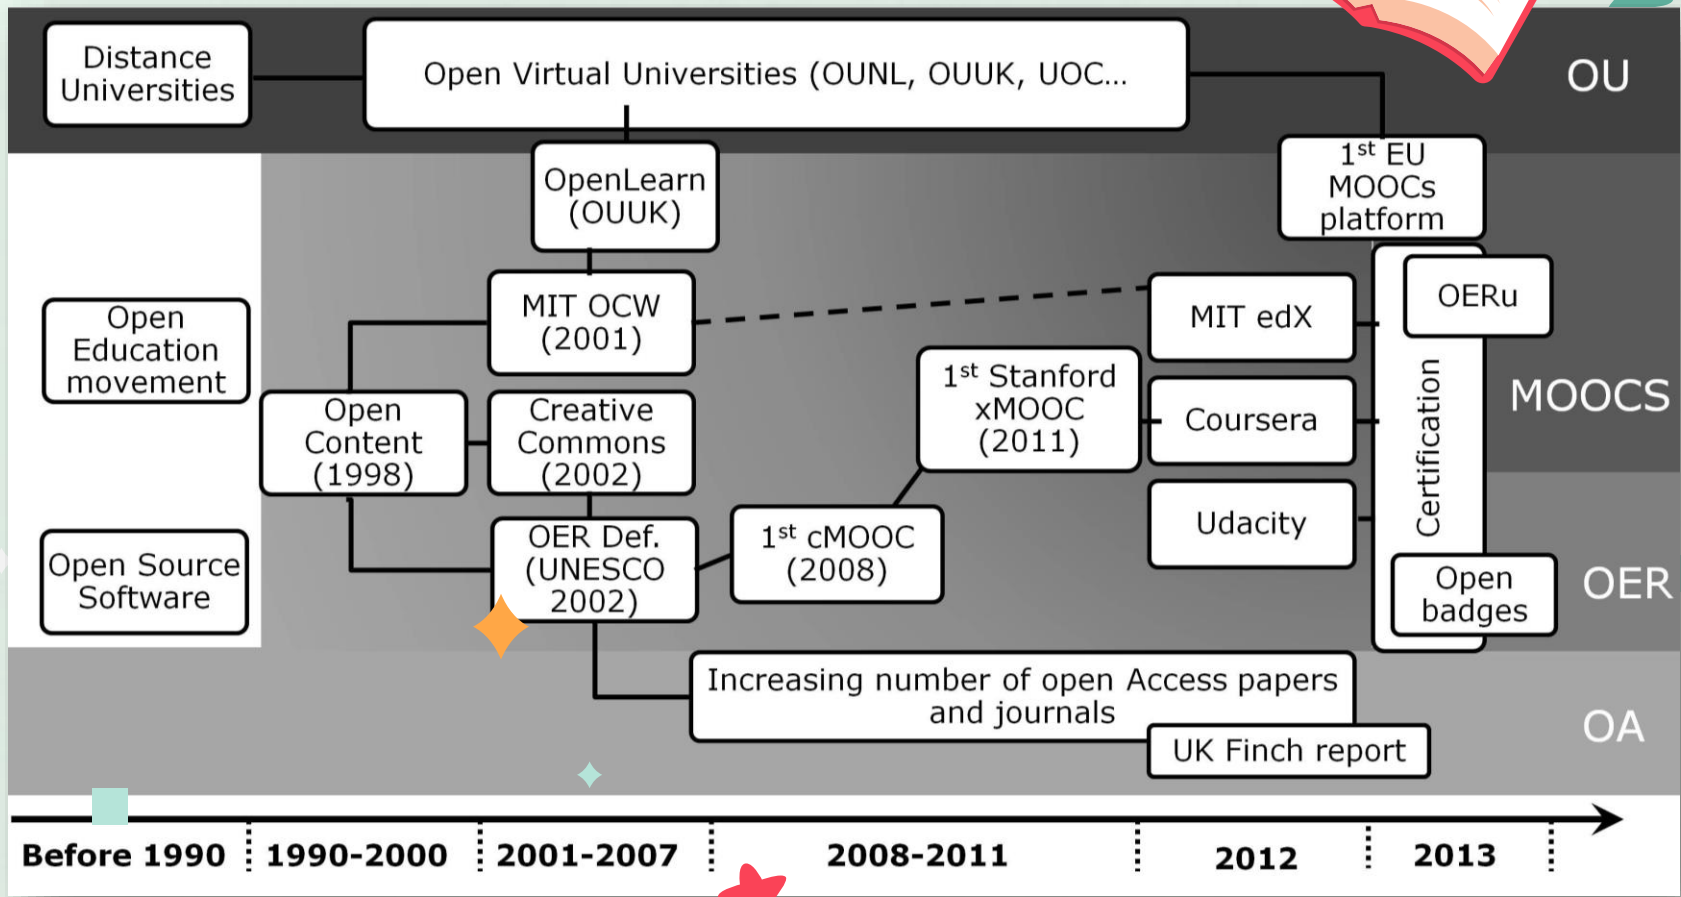 Distance
Universities
Open Virtual Universities (OUNL, OUUK, UOC...
OU
OpenLearn
(OUUK)
1st EU
MOOCs
platform
Open
Education
movement
MIT OCW
(2001)
MIT edX
OERu
Open
Content
(1998)
Creative
Commons
(2002)
1st Stanford
xMOOC
(2011)
Coursera
Certification
MOOCS
Open Source
Software
OER Def.
(UNESCO
2002)
1st cMOOC
(2008)
Udacity
Open
badges
OER
Increasing number of open Access papers
and journals
UK Finch report
OA
Before 1990
1990-2000
2001-2007
2008-2011
2012
2013